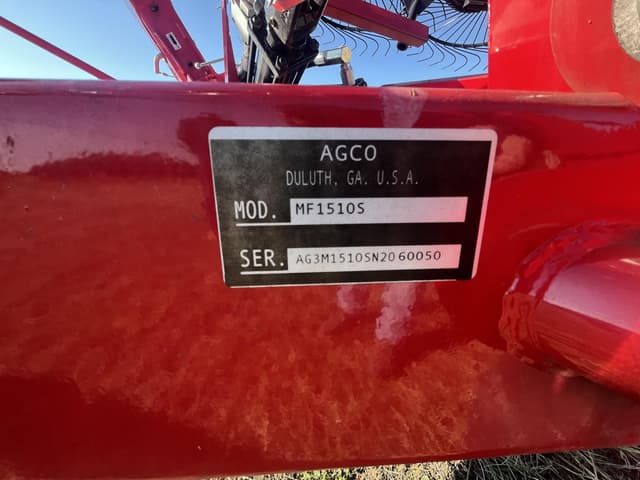 AGCO
DULUTH, GA. U.S.A.
MOD. MF1510S
SER. AG3M1510SN2060050